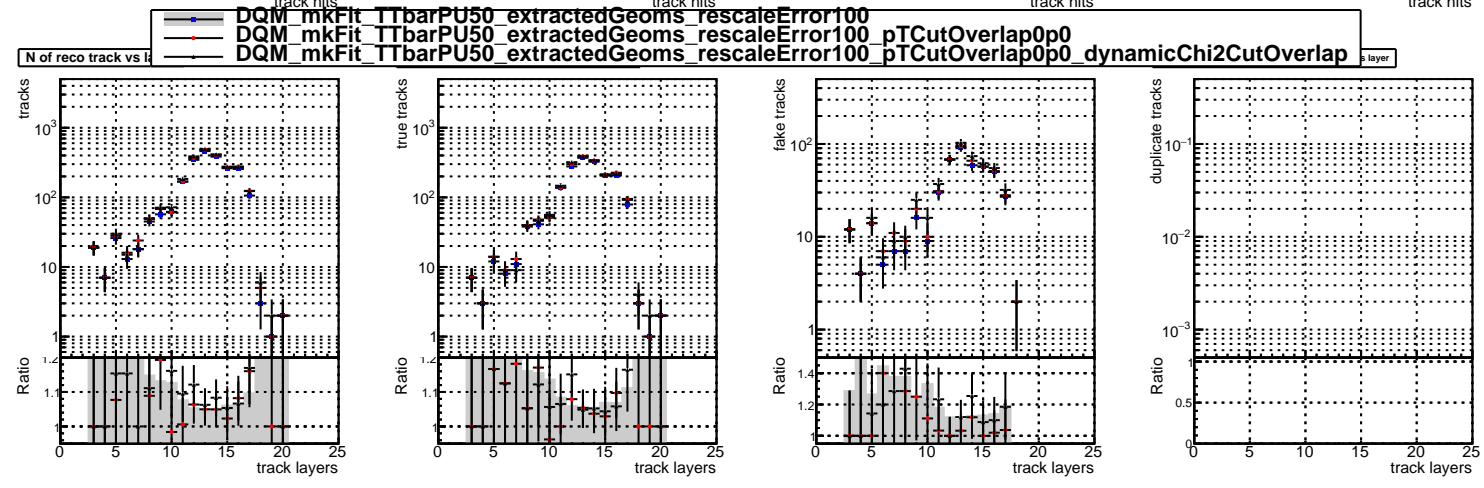 track hits track hits track hits track hits
DQM_mkFit_TTbarPU50_extractedGeoms_rescaleError100
DQM_mkFit_TTbarPU50_extractedGeoms_rescaleError100_pTCutOverlap0p0
DQM_mkFit_TTbarPU50_extractedGeoms_rescaleError100_pTCutOverlap0p0_dynamicChi2CutOverlap
N of reco track vs la
s layer
tracks
10³
10²
10
1
Ratio
1.2
1.1
1
0 5 10 15 20 25
track layers
true tracks
10³
10²
10
1
Ratio
1.2
1.1
1
0 5 10 15 20 25
track layers
fake tracks
10²
10
1
Ratio
1.4
1.2
1
0 5 10 15 20 25
track layers
duplicate tracks
10⁻¹
10⁻²
10⁻³
Ratio
1
0.5
0
0 5 10 15 20 25
track layers